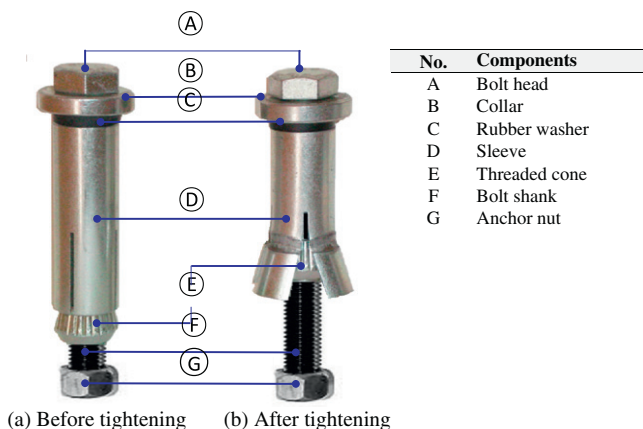 A
B
C
D
E
F
G
(a) Before tightening (b) After tightening
No. Components
A Bolt head
B Collar
C Rubber washer
D Sleeve
E Threaded cone
F Bolt shank
G Anchor nut